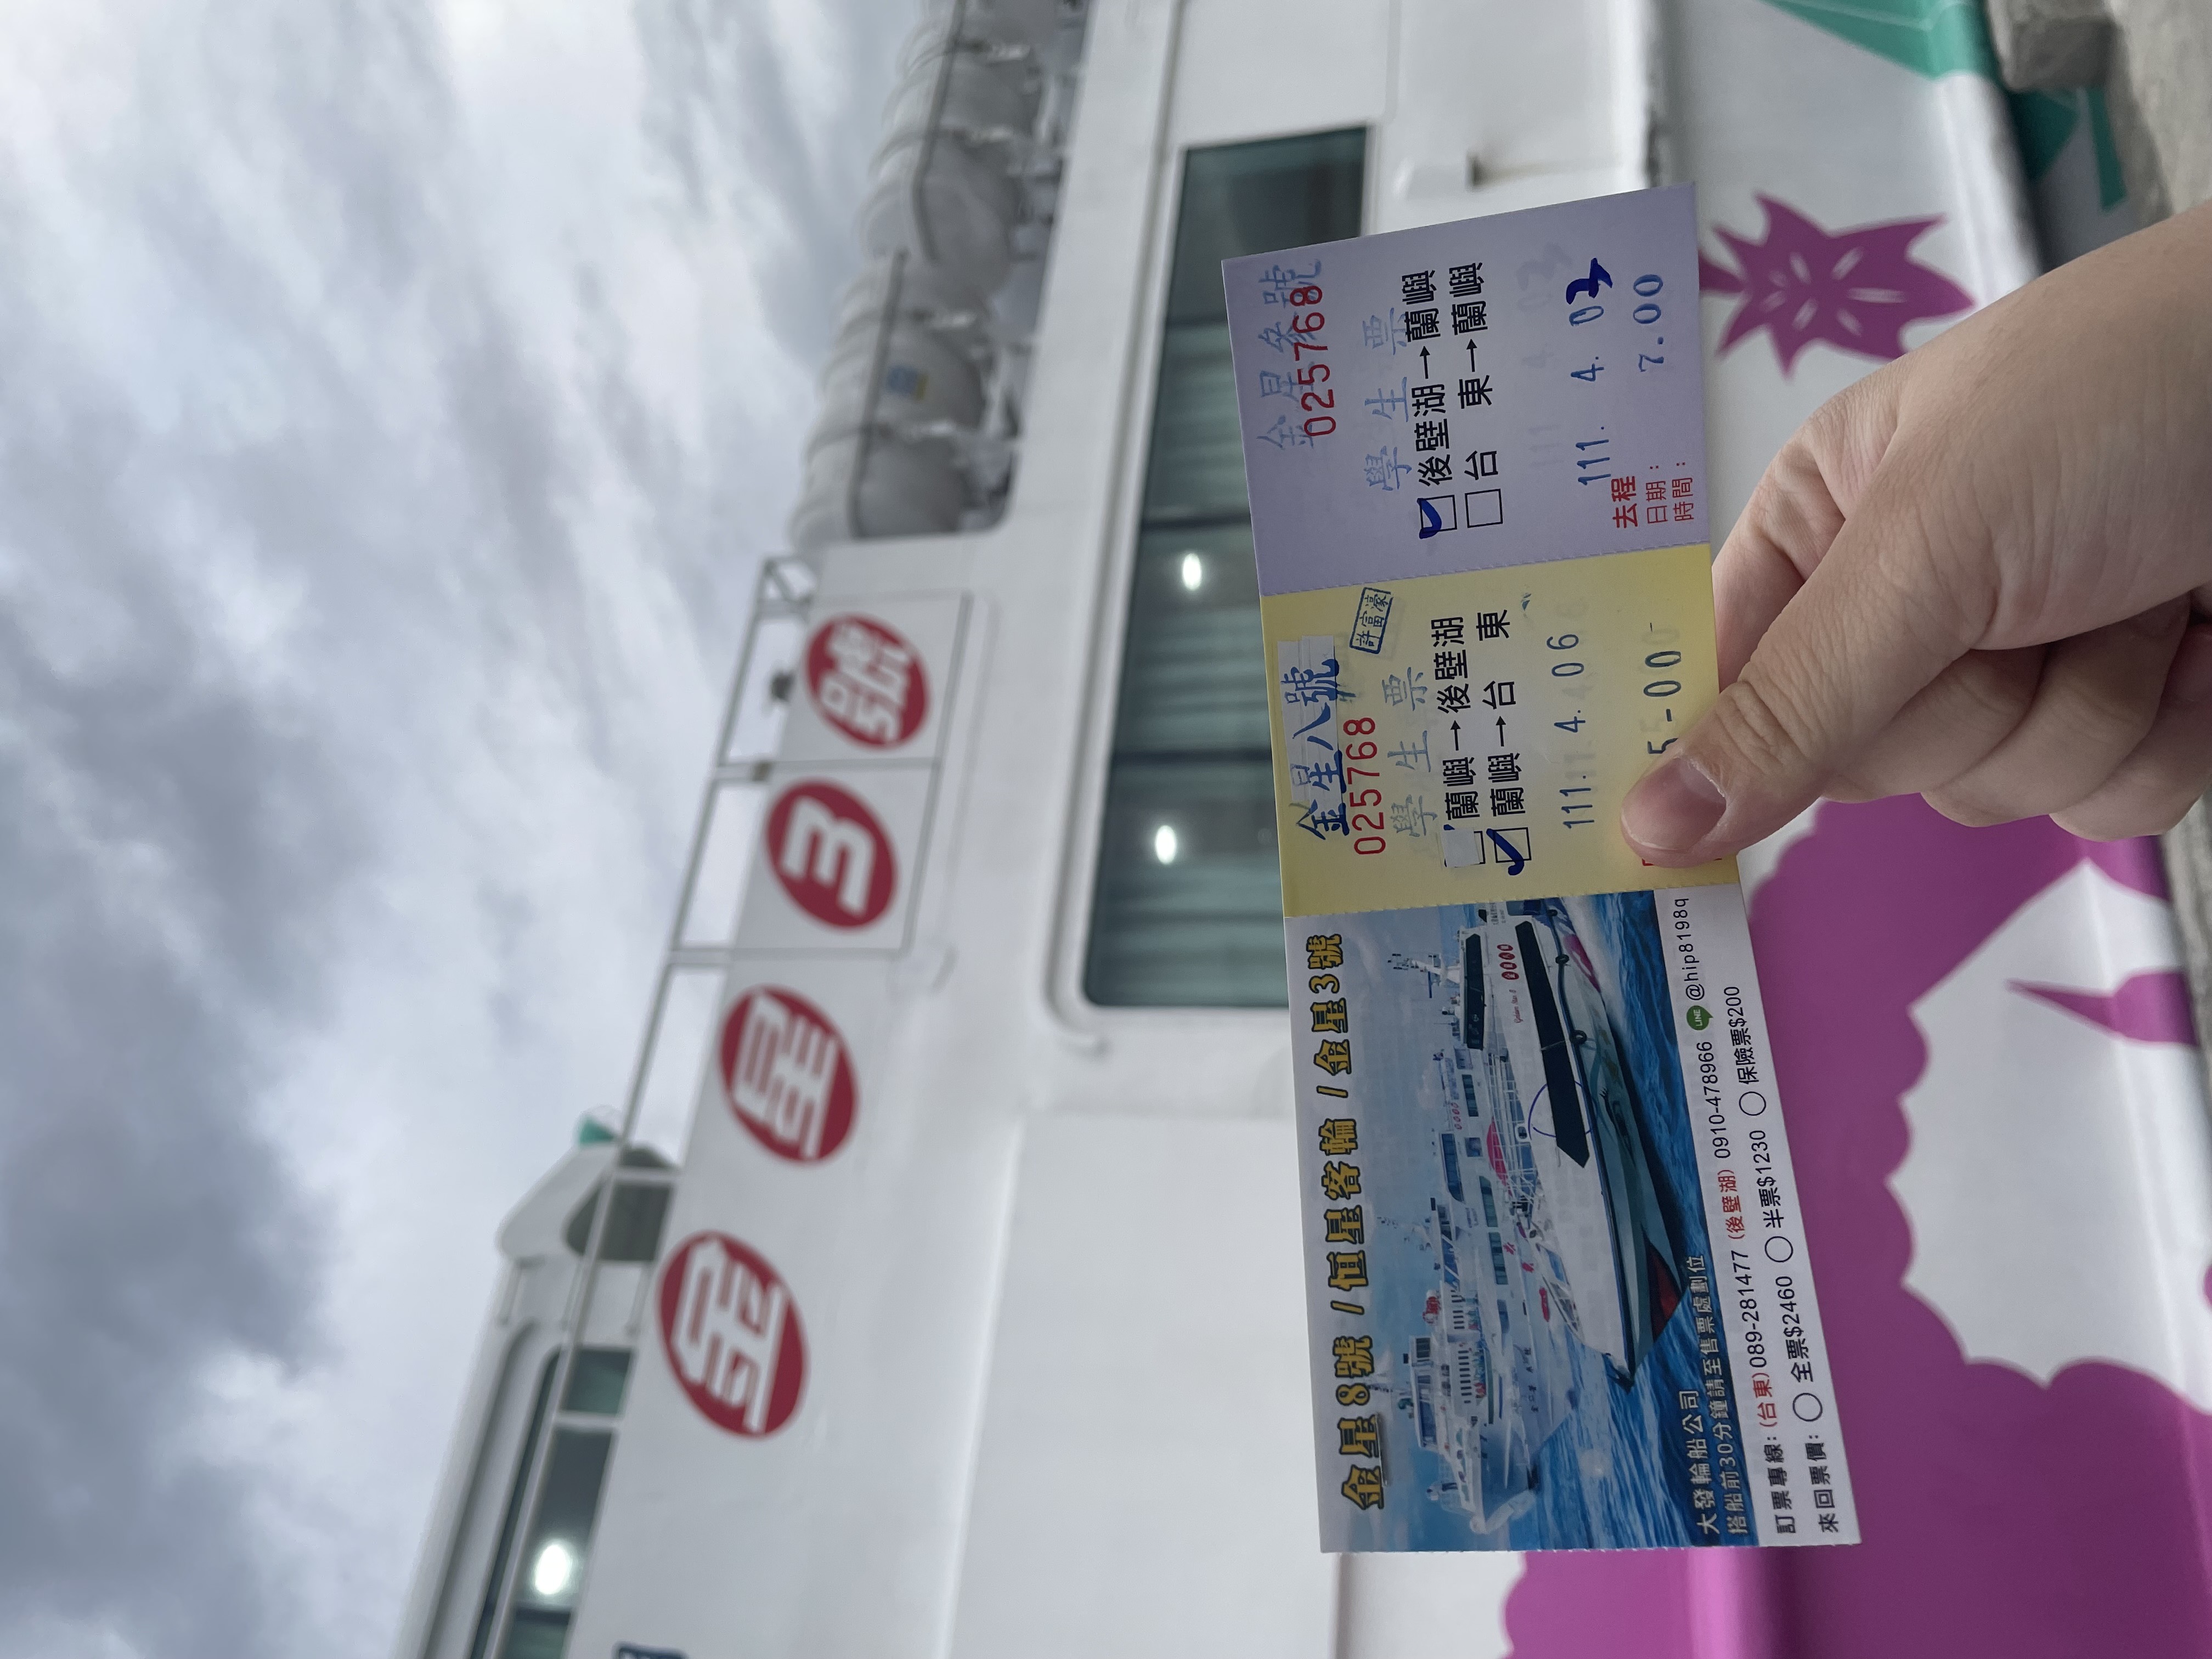 金星3號
金星8號 / 恒星客輪 / 金星3號
大發輪船公司
搭船前30分鐘請至售票處劃位
訂票專線: (台東) 089-281477 (後壁湖) 0910-478966 LINE @hip8198q
來回票價: 全票$2460 半票$1230 保險票$200
金星八號
025768
許富濠
學生票
蘭嶼→後壁湖
蘭嶼→台 東
111. 4. 06
5-00
金星參號
025768
學生票
後壁湖→蘭嶼
台 東→蘭嶼
111. 4. 03
去程
日期:
時間: 7.00